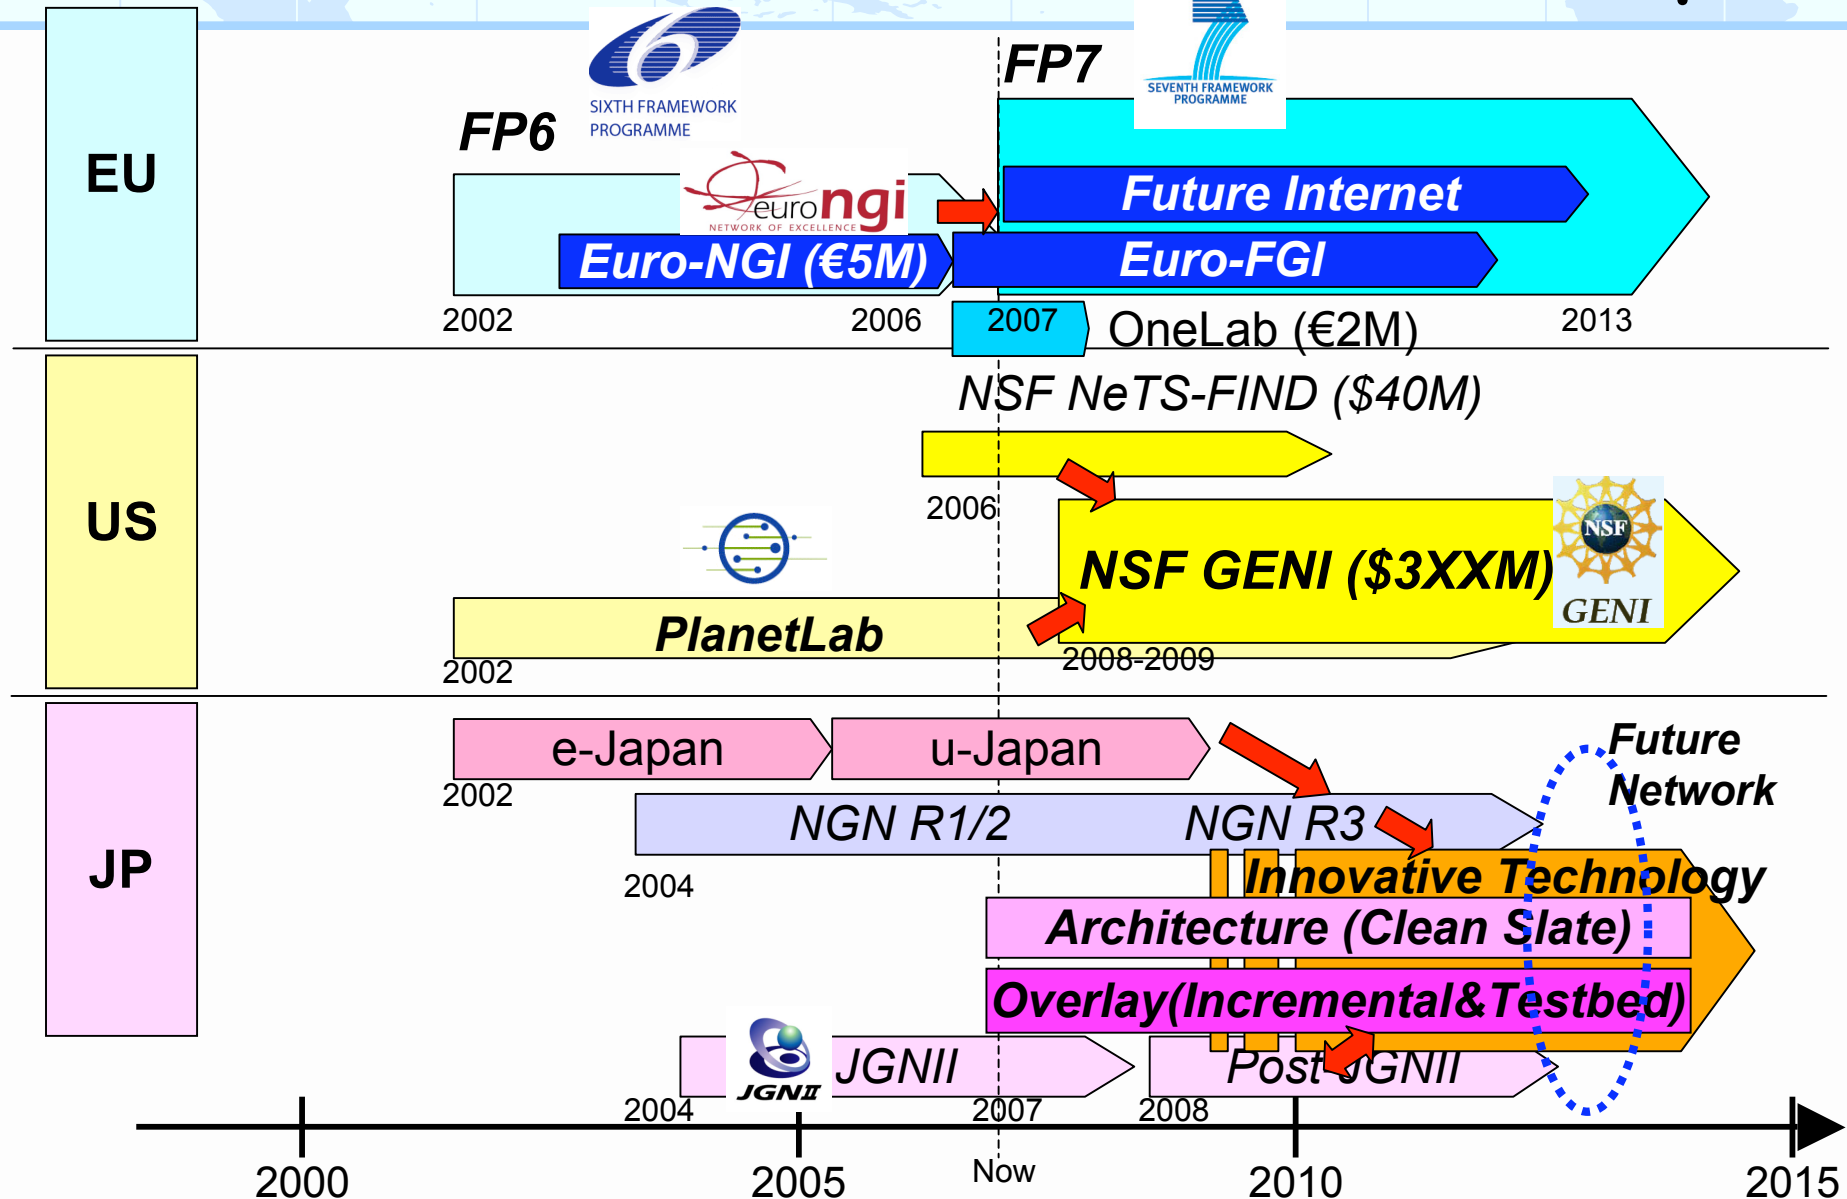 EU
SIXTH FRAMEWORK
PROGRAMME
FP6
FP7
SEVENTH FRAMEWORK
PROGRAMME
euro ngi
NETWORK OF EXCELLENCE
Future Internet
Euro-NGI (€5M)
Euro-FGI
2002
2006
2007
OneLab (€2M)
2013
US
NSF NeTS-FIND ($40M)
2006
NSF GENI ($3XXM)
NSF
GENI
PlanetLab
2002
2008-2009
JP
e-Japan
u-Japan
2002
Future
Network
NGN R1/2
NGN R3
2004
Innovative Technology
Architecture (Clean Slate)
Overlay(Incremental&Testbed)
JGNII
JGNII
Post-JGNII
2004
2007
2008
2000
2005
Now
2010
2015